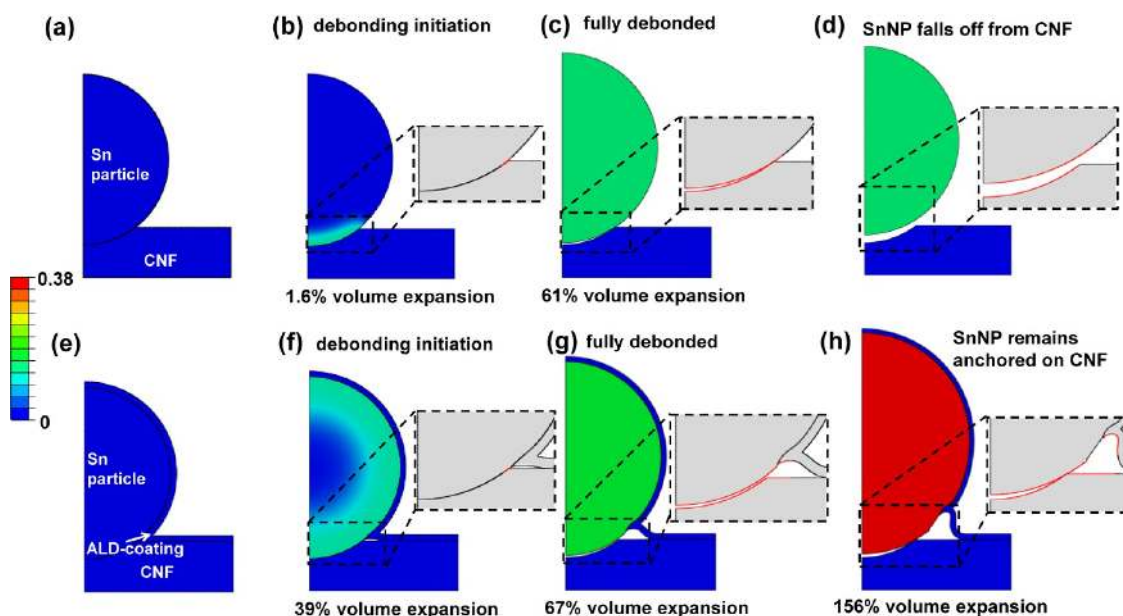 (a)
(b) debonding initiation
(c) fully debonded
(d)
SnNP falls off from CNF
Sn
particle
CNF
1.6% volume expansion
61% volume expansion
0.38
0
(e)
(f) debonding initiation
(g) fully debonded
(h)
SnNP remains
anchored on CNF
Sn
particle
ALD-coating
CNF
39% volume expansion
67% volume expansion
156% volume expansion